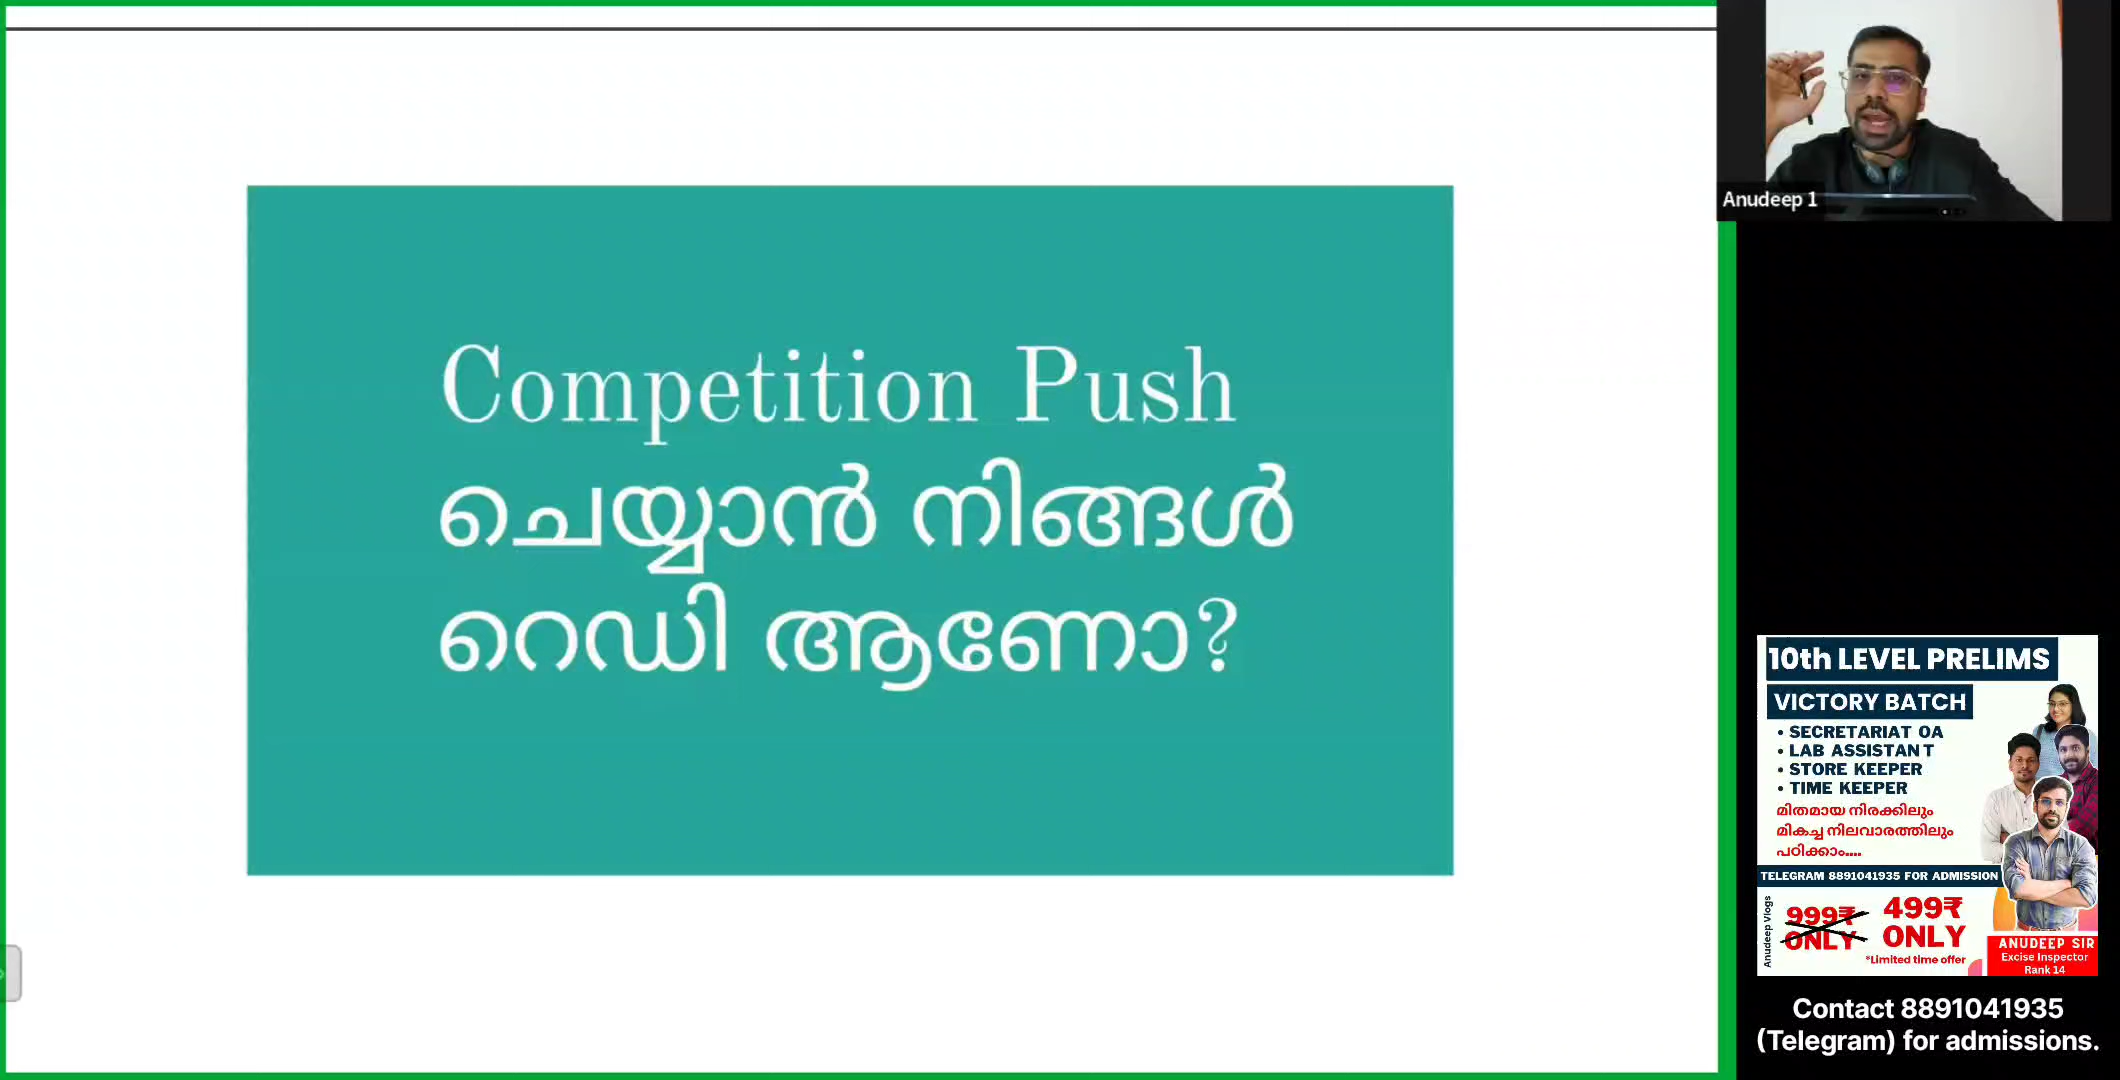 Competition Push
ചെയ്യാൻ നിങ്ങൾ
റെഡി ആണോ?
Anudeep 1
10th LEVEL PRELIMS
VICTORY BATCH
• SECRETARIAT OA
• LAB ASSISTANT
• STORE KEEPER
• TIME KEEPER
മിതമായ നിരക്കിലും
മികച്ച നിലവാരത്തിലും
പഠിക്കാം....
TELEGRAM 8891041935 FOR ADMISSION
Anudeep Vlogs
999₹
ONLY
499₹
ONLY
*Limited time offer
ANUDEEP SIR
Excise Inspector
Rank 14
Contact 8891041935
(Telegram) for admissions.